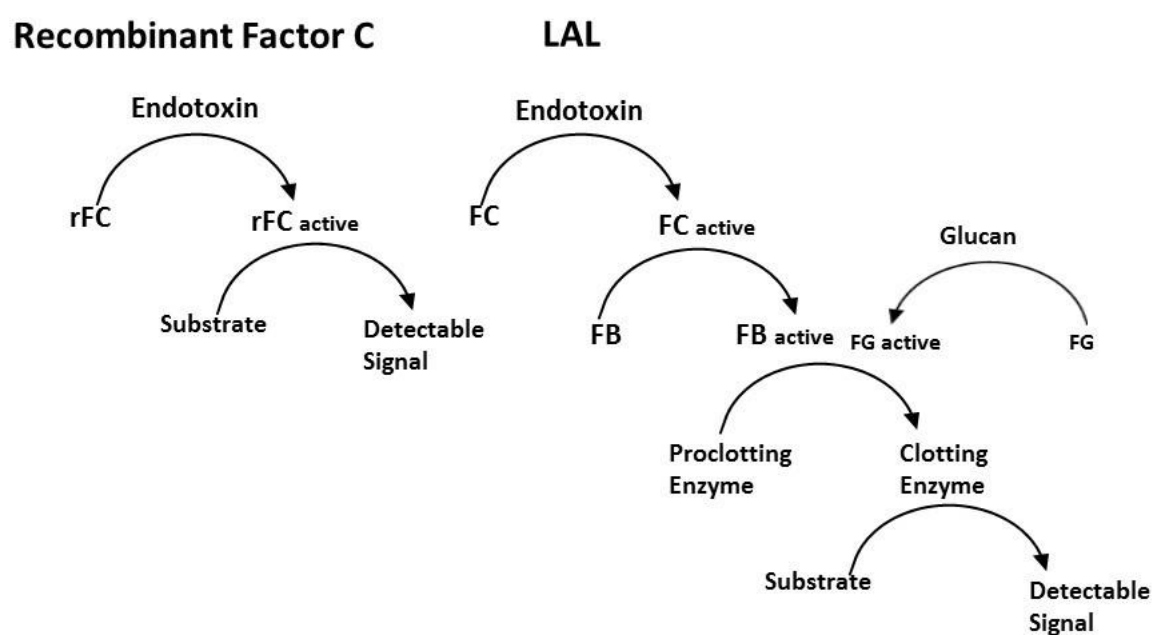 Recombinant Factor C
LAL
Endotoxin
rFC
rFC active
Substrate
Detectable
Signal
Endotoxin
FC
FC active
Glucan
FB
FB active
FG active
FG
Proclotting
Enzyme
Clotting
Enzyme
Substrate
Detectable
Signal